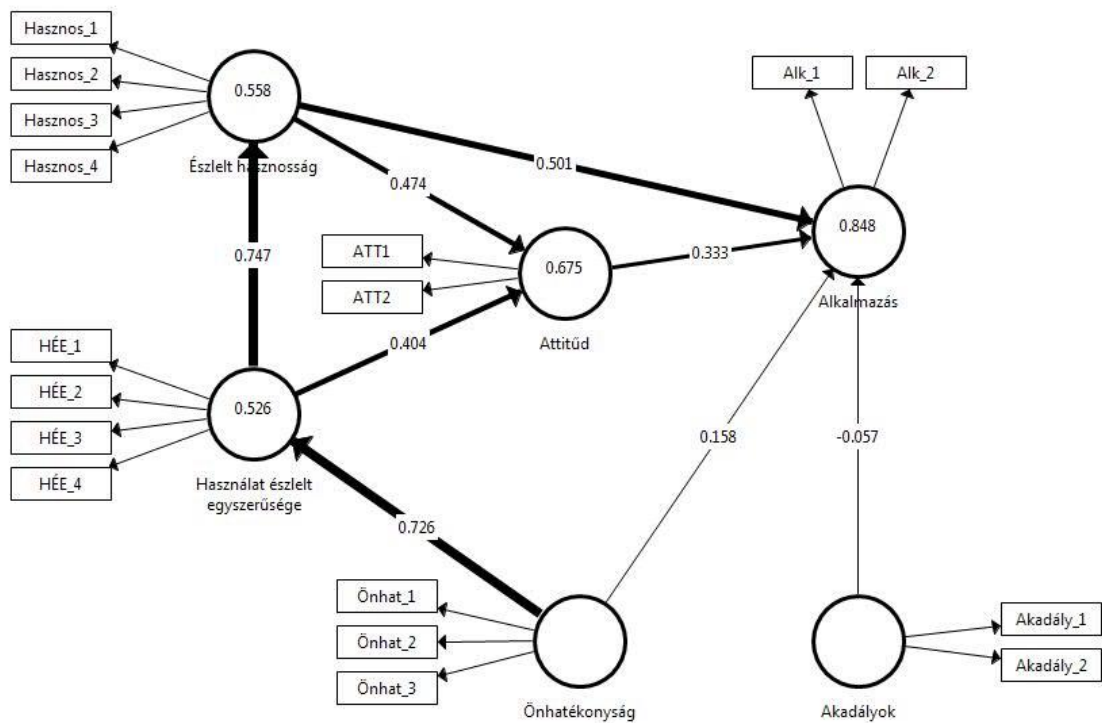 Hasznos_1
Hasznos_2
Hasznos_3
Hasznos_4
0.558
Észlelt hasznosság
Alk_1
Alk_2
0.501
0.474
0.848
Alkalmazás
0.747
ATT1
ATT2
0.675
Attitűd
0.333
HÉE_1
HÉE_2
HÉE_3
HÉE_4
0.404
0.526
Használat észlelt
egyszerűsége
0.158
-0.057
0.726
Önhat_1
Önhat_2
Önhat_3
Önhatékonyság
Akadály_1
Akadály_2
Akadályok